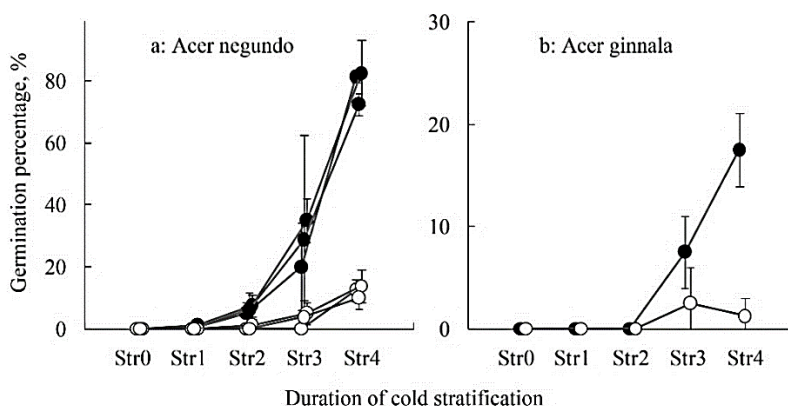 a: Acer negundo
b: Acer ginnala
Germination percentage, %
80
60
40
20
0
30
20
10
0
Str0 Str1 Str2 Str3 Str4
Str0 Str1 Str2 Str3 Str4
Duration of cold stratification